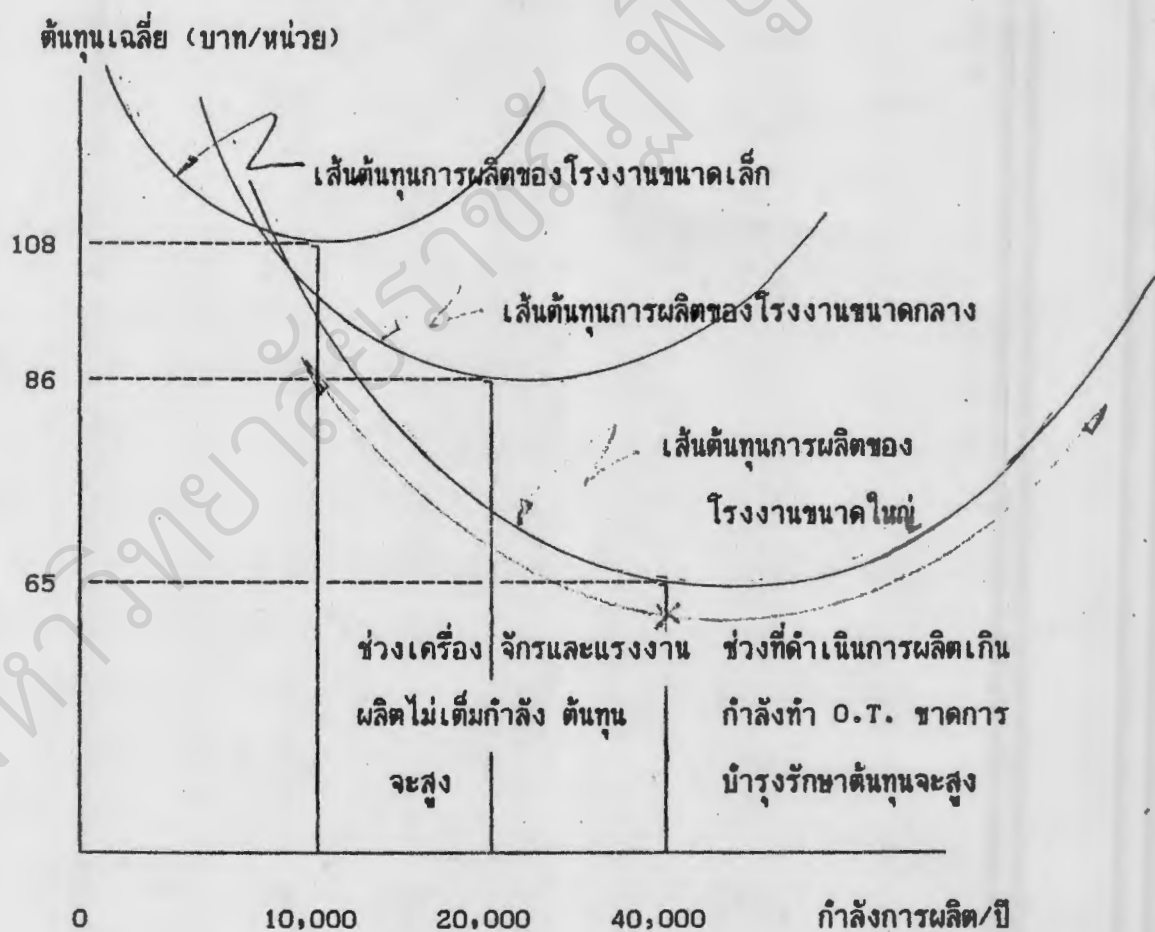 ต้นทุนเฉลี่ย (บาท/หน่วย)
เส้นต้นทุนการผลิตของโรงงานขนาดเล็ก
108
เส้นต้นทุนการผลิตของโรงงานขนาดกลาง
86
เส้นต้นทุนการผลิตของ
โรงงานขนาดใหญ่
65
ช่วงเครื่องจักรและแรงงาน
ผลิตไม่เต็มกำลัง ต้นทุน
จะสูง
ช่วงที่ดำเนินการผลิตเกิน
กำลังทำ O.T. ขาดการ
บำรุงรักษาต้นทุนจะสูง
0 10,000 20,000 40,000 กำลังการผลิต/ปี